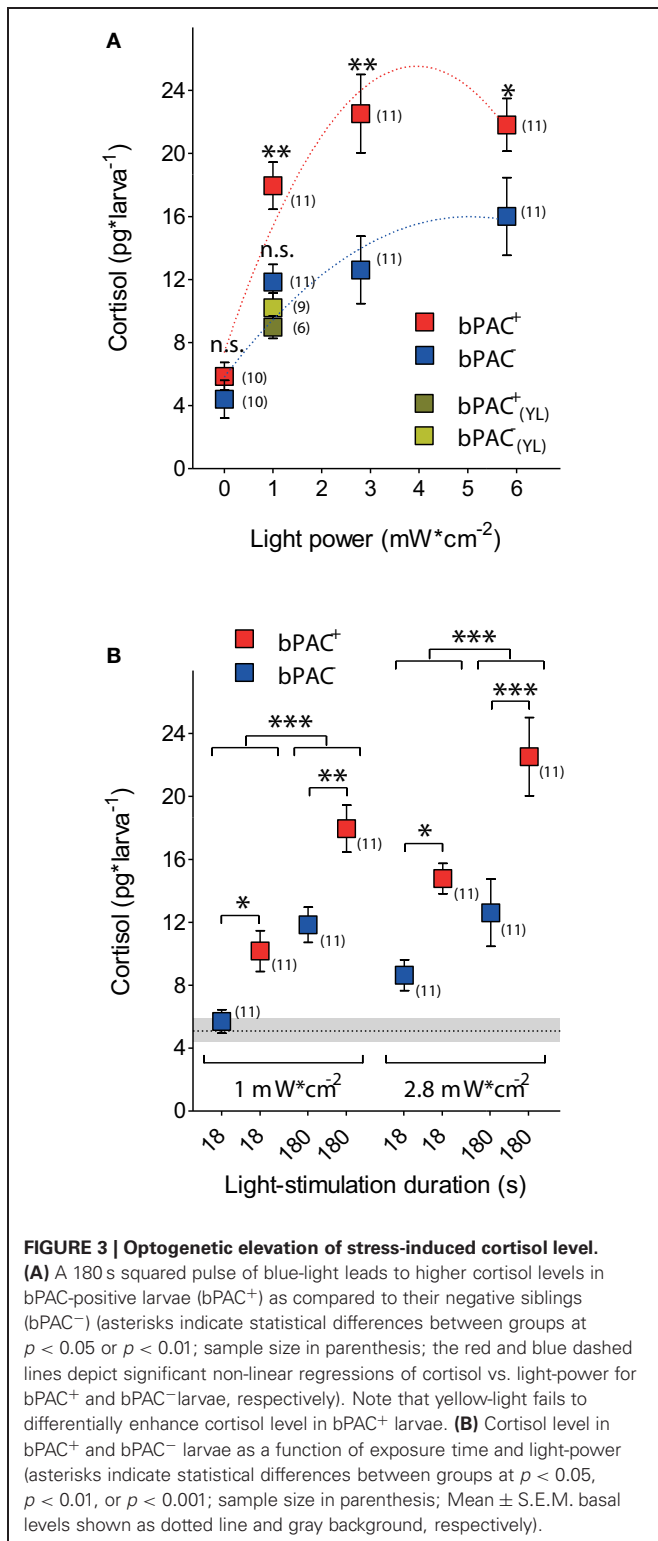 A
Cortisol (pg*larva-1)
24
20
16
12
8
4
0
n.s.
(10)
(10)
**
(11)
n.s.
(11)
(9)
(6)
**
(11)
(11)
*
(11)
(11)
bPAC+
bPAC-
bPAC+(YL)
bPAC-(YL)
0 1 2 3 4 5 6
Light power (mW*cm-2)
B
bPAC+
bPAC-
Cortisol (pg*larva-1)
24
20
16
12
8
4
0
***
**
*
(11)
(11)
(11)
(11)
***
***
*
(11)
(11)
(11)
(11)
1 mW*cm-2 2.8 mW*cm-2
18 18 180 180 18 18 180 180
Light-stimulation duration (s)
FIGURE 3 | Optogenetic elevation of stress-induced cortisol level.
(A) A 180 s squared pulse of blue-light leads to higher cortisol levels in
bPAC-positive larvae (bPAC+) as compared to their negative siblings
(bPAC−) (asterisks indicate statistical differences between groups at
p < 0.05 or p < 0.01; sample size in parenthesis; the red and blue dashed
lines depict significant non-linear regressions of cortisol vs. light-power for
bPAC+ and bPAC−larvae, respectively). Note that yellow-light fails to
differentially enhance cortisol level in bPAC+ larvae. (B) Cortisol level in
bPAC+ and bPAC− larvae as a function of exposure time and light-power
(asterisks indicate statistical differences between groups at p < 0.05,
p < 0.01, or p < 0.001; sample size in parenthesis; Mean ± S.E.M. basal
levels shown as dotted line and gray background, respectively).